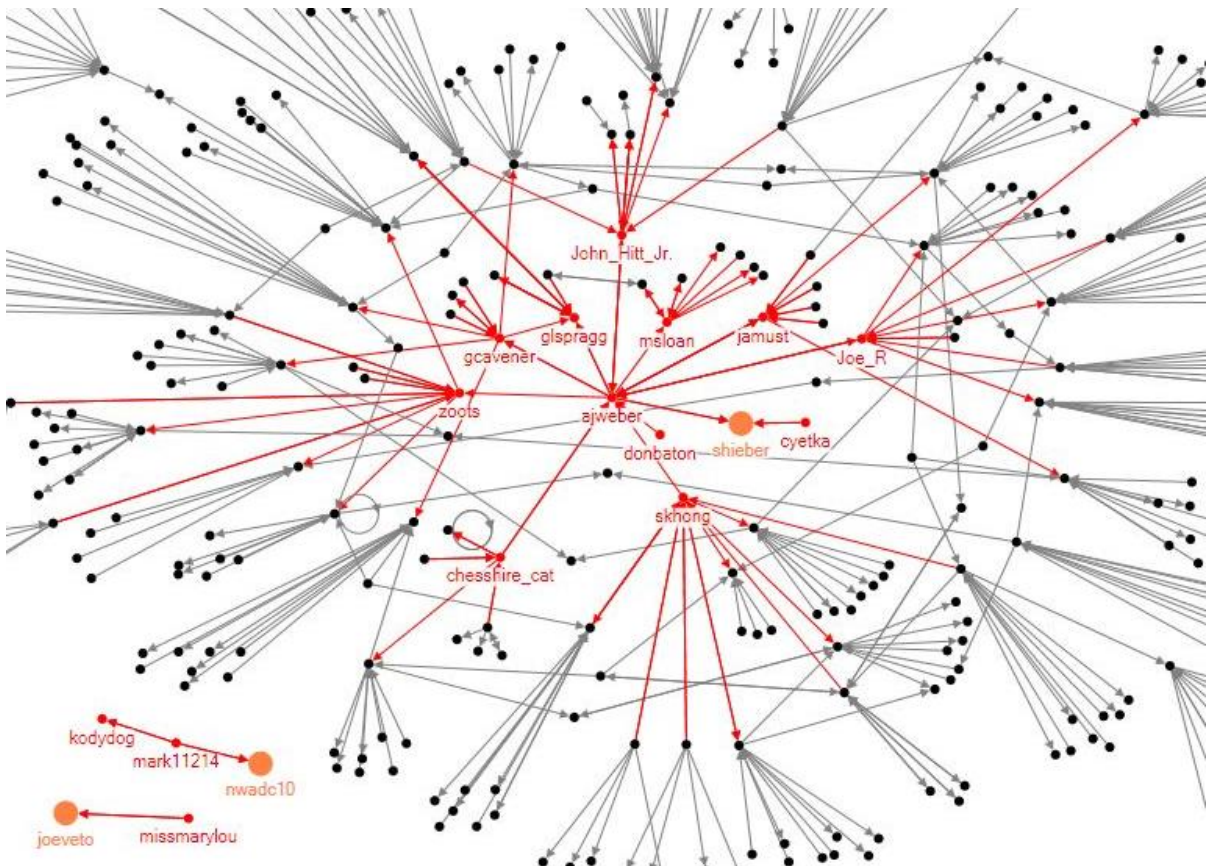 John_Hitt_Jr.
glspragg
msloan
jamust
gcavener
Joe_R
zoots
ajweber
donbaton
shieber
cyetka
skhong
chesshire_cat
kodydog
mark11214
nwadc10
joeveto
missmarylou